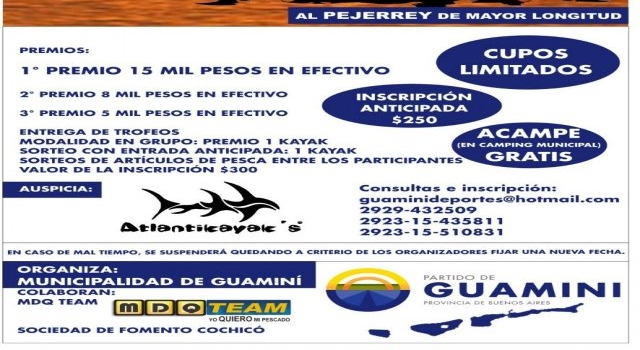 AL PEJERREY DE MAYOR LONGITUD
PREMIOS:
1° PREMIO 15 MIL PESOS EN EFECTIVO
2° PREMIO 8 MIL PESOS EN EFECTIVO
3° PREMIO 5 MIL PESOS EN EFECTIVO
CUPOS
LIMITADOS
INSCRIPCIÓN
ANTICIPADA
$250
ENTREGA DE TROFEOS
MODALIDAD EN GRUPO: PREMIO 1 KAYAK
SORTEO CON ENTRADA ANTICIPADA: 1 KAYAK
SORTEOS DE ARTÍCULOS DE PESCA ENTRE LOS PARTICIPANTES
VALOR DE LA INSCRIPCIÓN $300
ACAMPE
(EN CAMPING MUNICIPAL)
GRATIS
AUSPICIA:
Atlantikayak's
Consultas e inscripción:
guaminideportes@hotmail.com
2929-432509
2923-15-435811
2923-15-510831
EN CASO DE MAL TIEMPO, SE SUSPENDERÁ QUEDANDO A CRITERIO DE LOS ORGANIZADORES FIJAR UNA NUEVA FECHA.
ORGANIZA:
MUNICIPALIDAD DE GUAMINÍ
COLABORAN:
MDQ TEAM
MDQTEAM
YO QUIERO MI PESCADO
SOCIEDAD DE FOMENTO COCHICÓ
PARTIDO DE
GUAMINI
PROVINCIA DE BUENOS AIRES